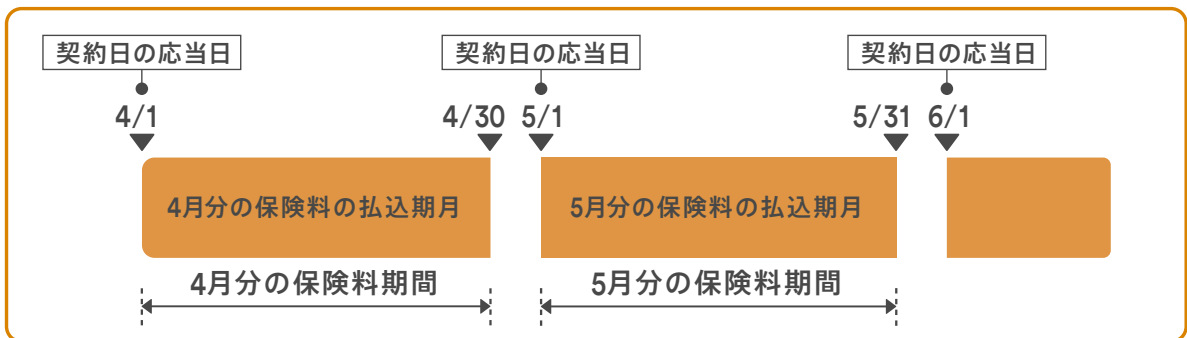 契約日の応当日 契約日の応当日 契約日の応当日
4/1 4/30 5/1 5/31 6/1
4月分の保険料の払込期月 5月分の保険料の払込期月
4月分の保険料期間 5月分の保険料期間